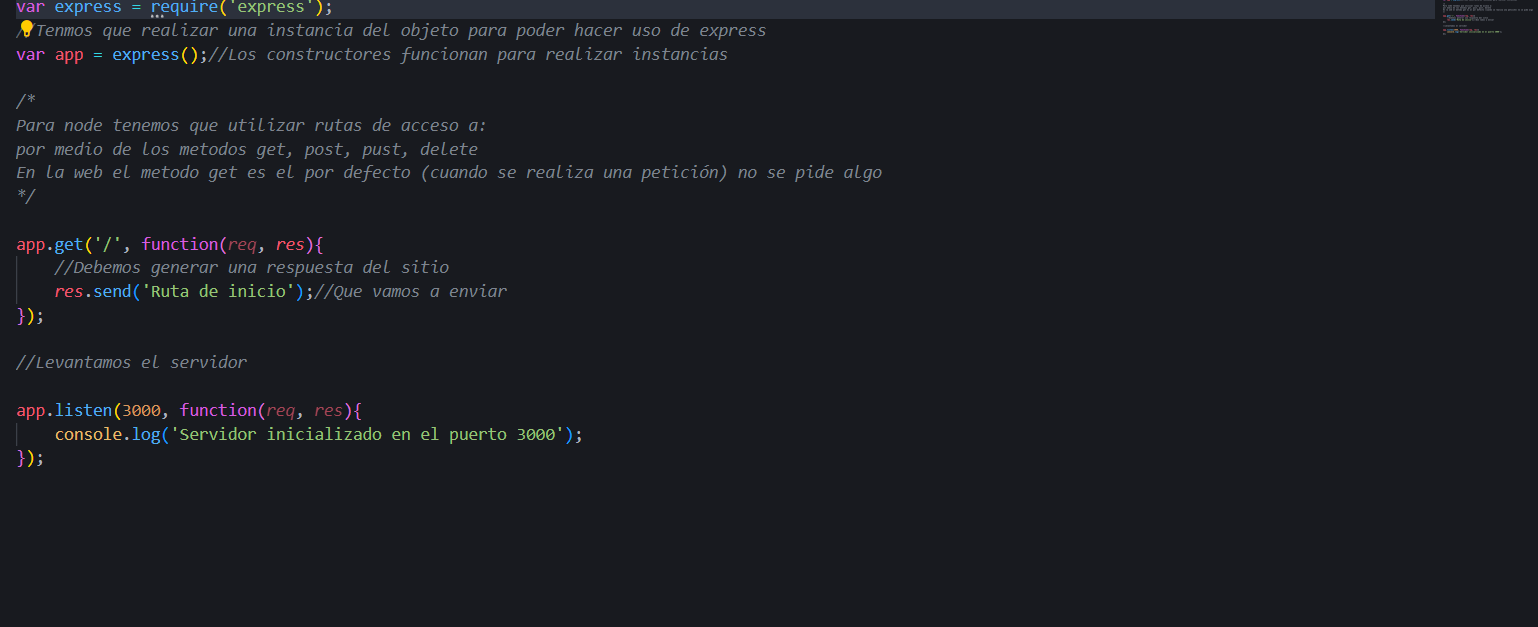 var express = require('express');
//Tenmos que realizar una instancia del objeto para poder hacer uso de express
var app = express();//Los constructores funcionan para realizar instancias
/*
Para node tenemos que utilizar rutas de acceso a:
por medio de los metodos get, post, pust, delete
En la web el metodo get es el por defecto (cuando se realiza una petición) no se pide algo
*/
app.get('/', function(req, res){
    //Debemos generar una respuesta del sitio
    res.send('Ruta de inicio');//Que vamos a enviar
});
//Levantamos el servidor
app.listen(3000, function(req, res){
    console.log('Servidor inicializado en el puerto 3000');
});